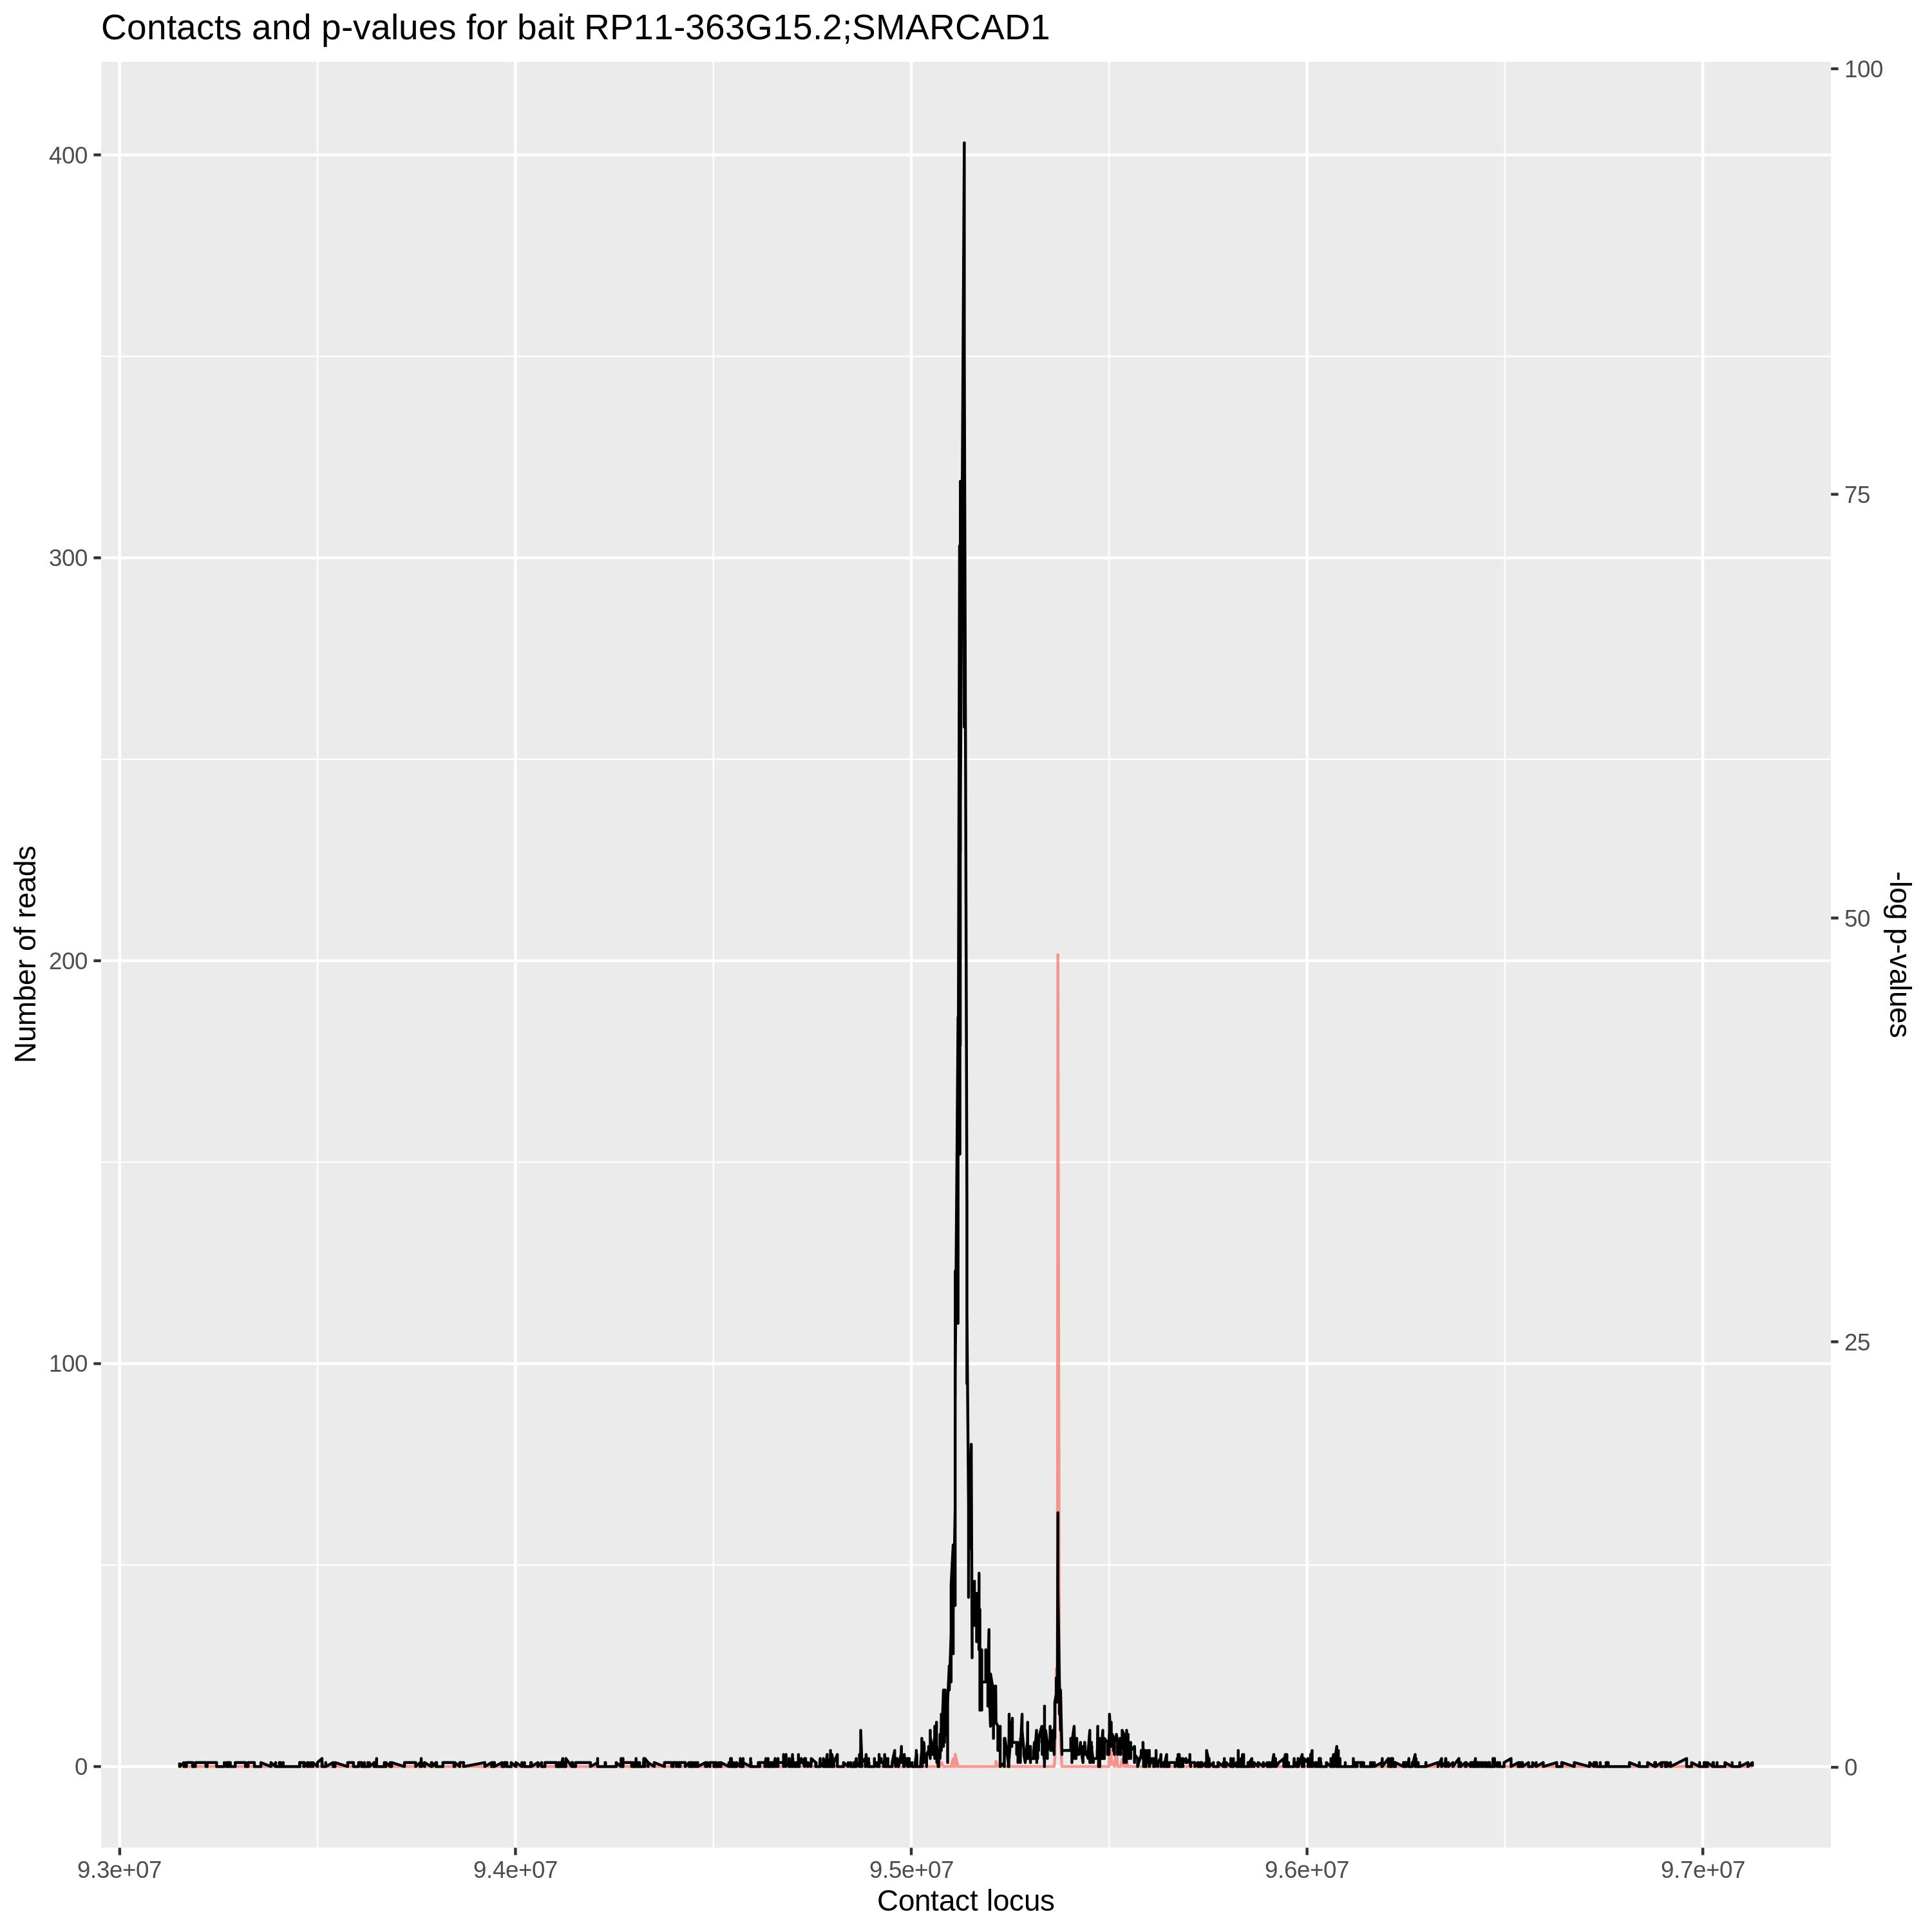 Contacts and p-values for bait RP11-363G15.2;SMARCAD1
100
400
75
300
Number of reads
200
50
-log p-values
100
25
0
0
9.3e+07
9.4e+07
9.5e+07
9.6e+07
9.7e+07
Contact locus